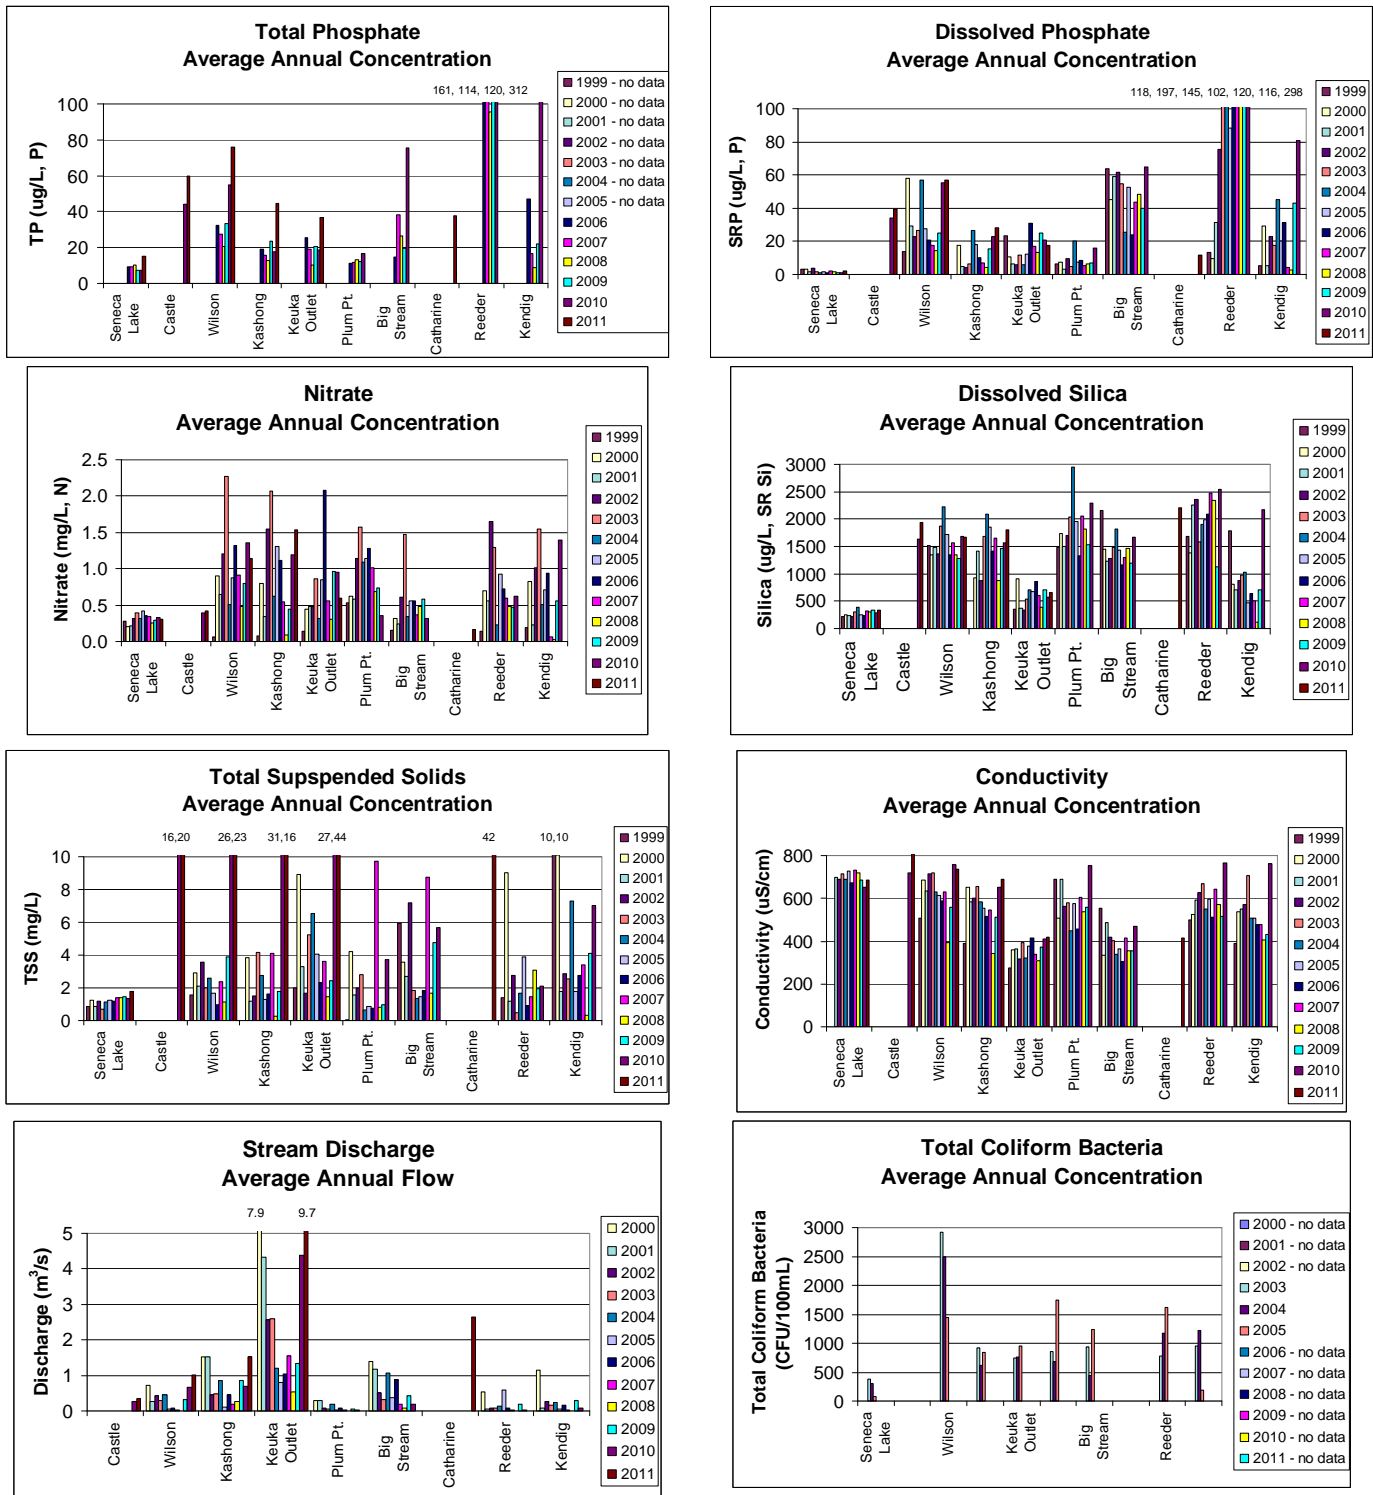 Total Phosphate
Average Annual Concentration
161, 114, 120, 312
TP (ug/L, P)
100
80
60
40
20
0
Seneca Lake
Castle
Wilson
Kashong
Keuka Outlet
Plum Pt.
Big Stream
Catharine
Reeder
Kendig
1999 - no data
2000 - no data
2001 - no data
2002 - no data
2003 - no data
2004 - no data
2005 - no data
2006
2007
2008
2009
2010
2011
Dissolved Phosphate
Average Annual Concentration
118, 197, 145, 102, 120, 116, 298
SRP (ug/L, P)
100
80
60
40
20
0
Seneca Lake
Castle
Wilson
Kashong
Keuka Outlet
Plum Pt.
Big Stream
Catharine
Reeder
Kendig
1999
2000
2001
2002
2003
2004
2005
2006
2007
2008
2009
2010
2011
Nitrate
Average Annual Concentration
Nitrate (mg/L, N)
2.5
2.0
1.5
1.0
0.5
0.0
Seneca Lake
Castle
Wilson
Kashong
Keuka Outlet
Plum Pt.
Big Stream
Catharine
Reeder
Kendig
1999
2000
2001
2002
2003
2004
2005
2006
2007
2008
2009
2010
2011
Dissolved Silica
Average Annual Concentration
Silica (ug/L, SR Si)
3000
2500
2000
1500
1000
500
0
Seneca Lake
Castle
Wilson
Kashong
Keuka Outlet
Plum Pt.
Big Stream
Catharine
Reeder
Kendig
1999
2000
2001
2002
2003
2004
2005
2006
2007
2008
2009
2010
2011
Total Supspended Solids
Average Annual Concentration
16,20 26,23 31,16 27,44 42 10,10
TSS (mg/L)
10
8
6
4
2
0
Seneca Lake
Castle
Wilson
Kashong
Keuka Outlet
Plum Pt.
Big Stream
Catharine
Reeder
Kendig
1999
2000
2001
2002
2003
2004
2005
2006
2007
2008
2009
2010
2011
Conductivity
Average Annual Concentration
Conductivity (uS/cm)
800
600
400
200
0
Seneca Lake
Castle
Wilson
Kashong
Keuka Outlet
Plum Pt.
Big Stream
Catharine
Reeder
Kendig
1999
2000
2001
2002
2003
2004
2005
2006
2007
2008
2009
2010
2011
Stream Discharge
Average Annual Flow
7.9 9.7
Discharge (m³/s)
5
4
3
2
1
0
Castle
Wilson
Kashong
Keuka Outlet
Plum Pt.
Big Stream
Catharine
Reeder
Kendig
2000
2001
2002
2003
2004
2005
2006
2007
2008
2009
2010
2011
Total Coliform Bacteria
Average Annual Concentration
Total Coliform Bacteria
(CFU/100mL)
3000
2500
2000
1500
1000
500
0
Seneca Lake
Wilson
Keuka Outlet
Big Stream
Reeder
2000 - no data
2001 - no data
2002 - no data
2003
2004
2005
2006 - no data
2007 - no data
2008 - no data
2009 - no data
2010 - no data
2011 - no data